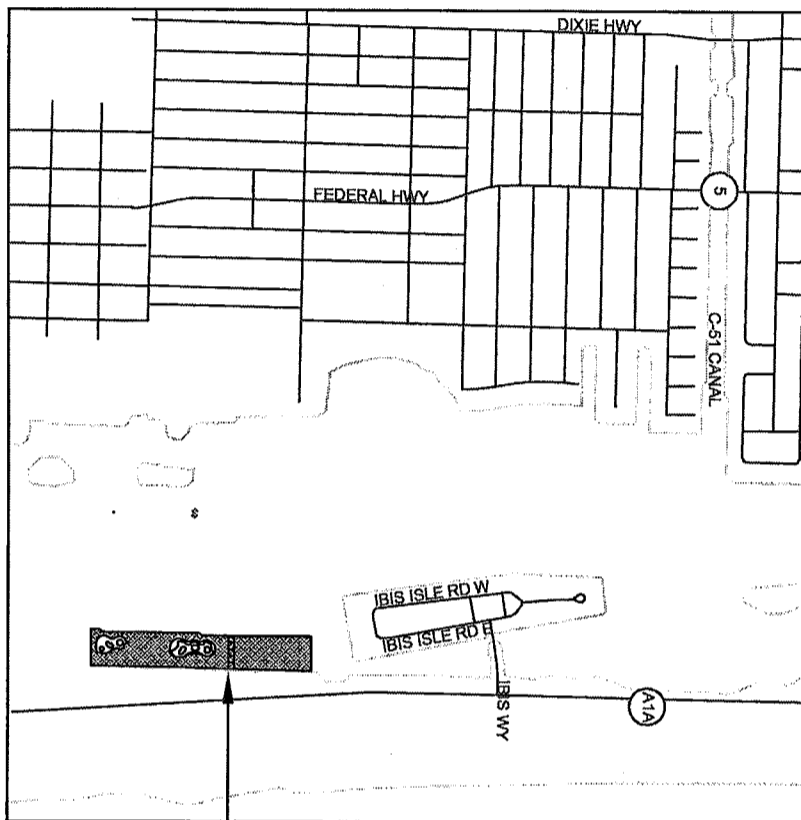 DIXIE HWY
FEDERAL HWY
5
C-51 CANAL
IBIS ISLE RD W
IBIS ISLE RD E
IBIS WY
A1A